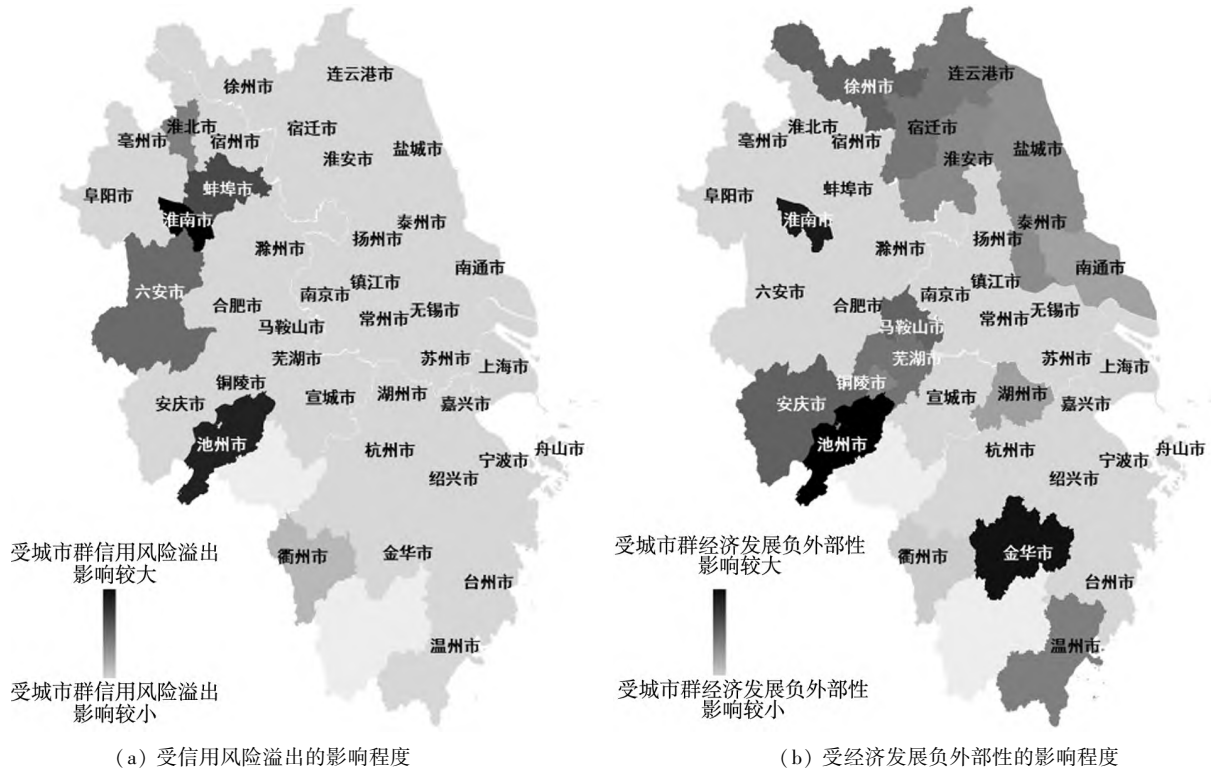 徐州市
连云港市
淮北市
亳州市
宿州市
宿迁市
淮安市
盐城市
阜阳市
蚌埠市
淮南市
滁州市
扬州市
泰州市
南通市
六安市
合肥市
南京市
镇江市
马鞍山市
常州市
无锡市
芜湖市
苏州市
上海市
铜陵市
安庆市
宣城市
湖州市
嘉兴市
池州市
杭州市
绍兴市
宁波市
舟山市
衢州市
金华市
台州市
温州市
受城市群信用风险溢出
影响较大
受城市群信用风险溢出
影响较小
(a) 受信用风险溢出的影响程度
徐州市
连云港市
淮北市
亳州市
宿州市
宿迁市
淮安市
盐城市
阜阳市
蚌埠市
淮南市
滁州市
扬州市
泰州市
南通市
六安市
合肥市
南京市
镇江市
马鞍山市
常州市
无锡市
芜湖市
苏州市
上海市
铜陵市
安庆市
宣城市
湖州市
嘉兴市
池州市
杭州市
绍兴市
宁波市
舟山市
衢州市
金华市
台州市
温州市
受城市群经济发展负外部性
影响较大
受城市群经济发展负外部性
影响较小
(b) 受经济发展负外部性的影响程度